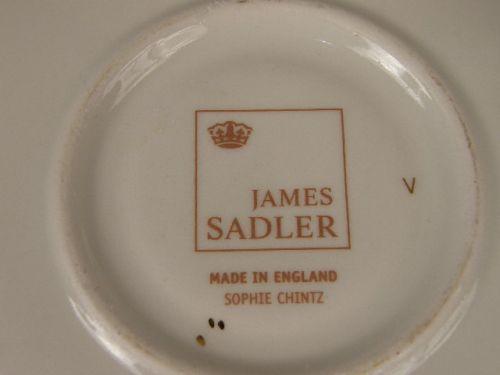 JAMES
SADLER
V
MADE IN ENGLAND
SOPHIE CHINTZ